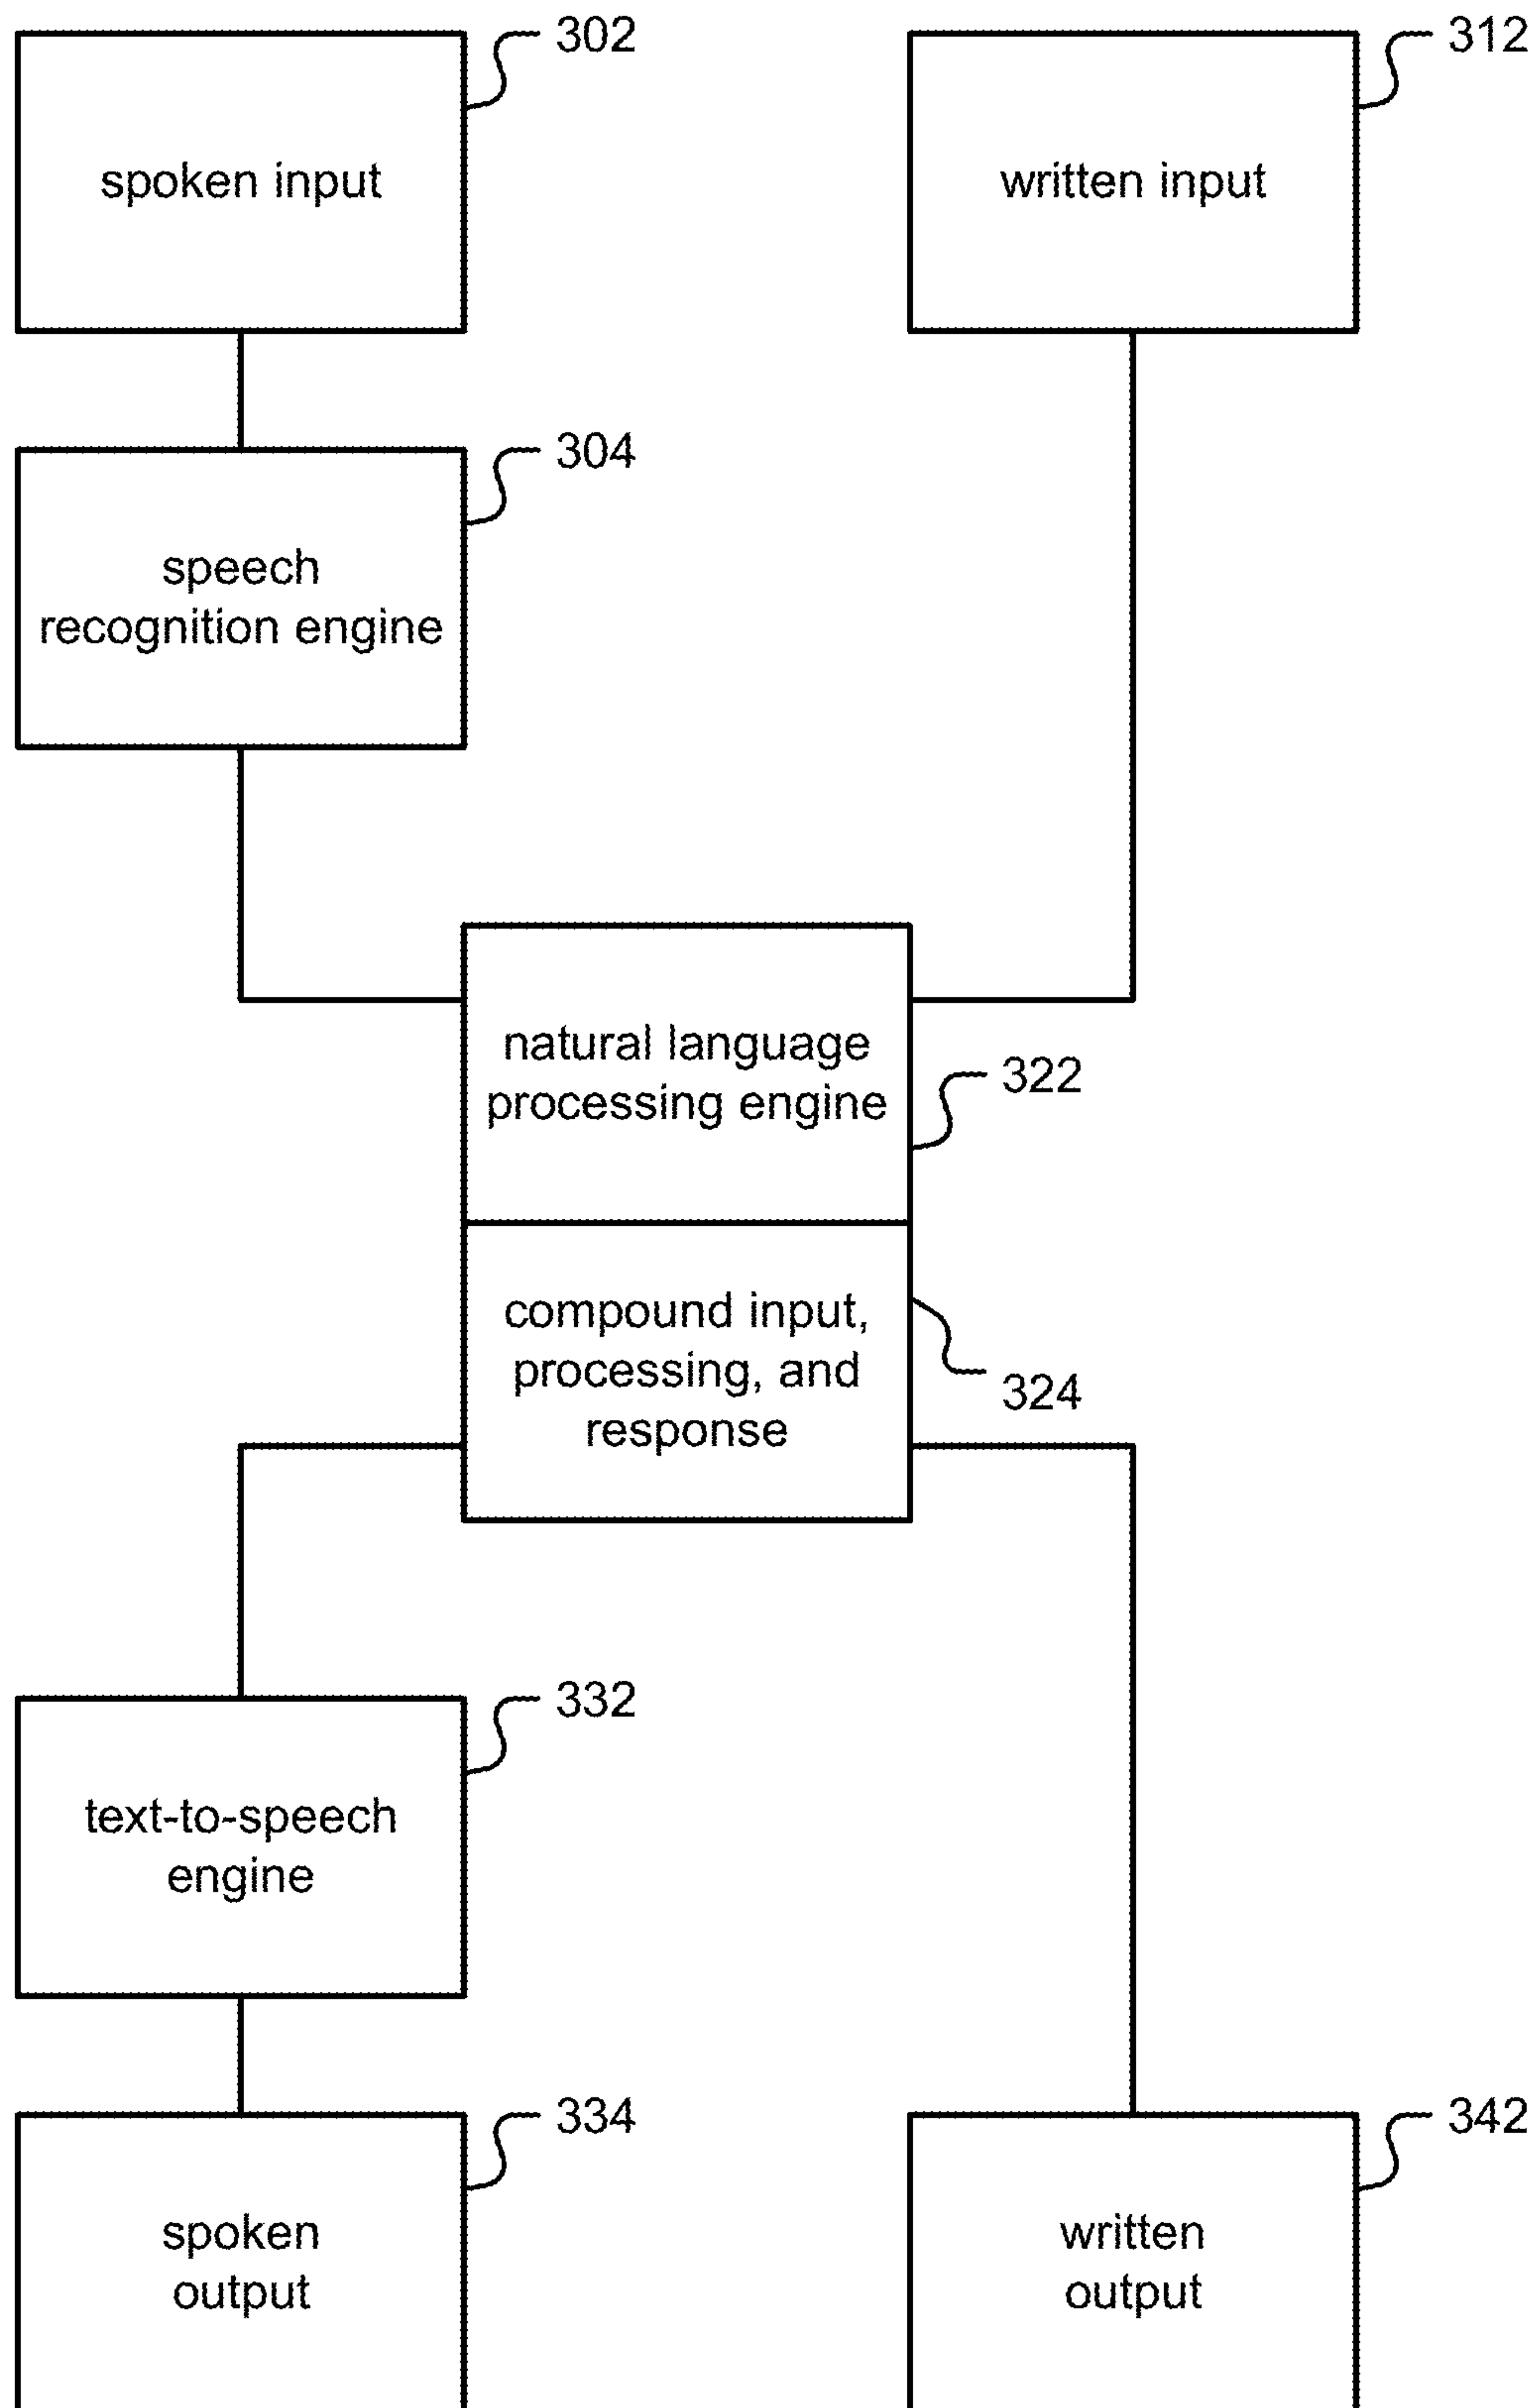 302
312
spoken input
written input
304
speech
recognition engine
natural language
processing engine
322
compound input,
processing, and
response
324
332
text-to-speech
engine
334
342
spoken
output
written
output